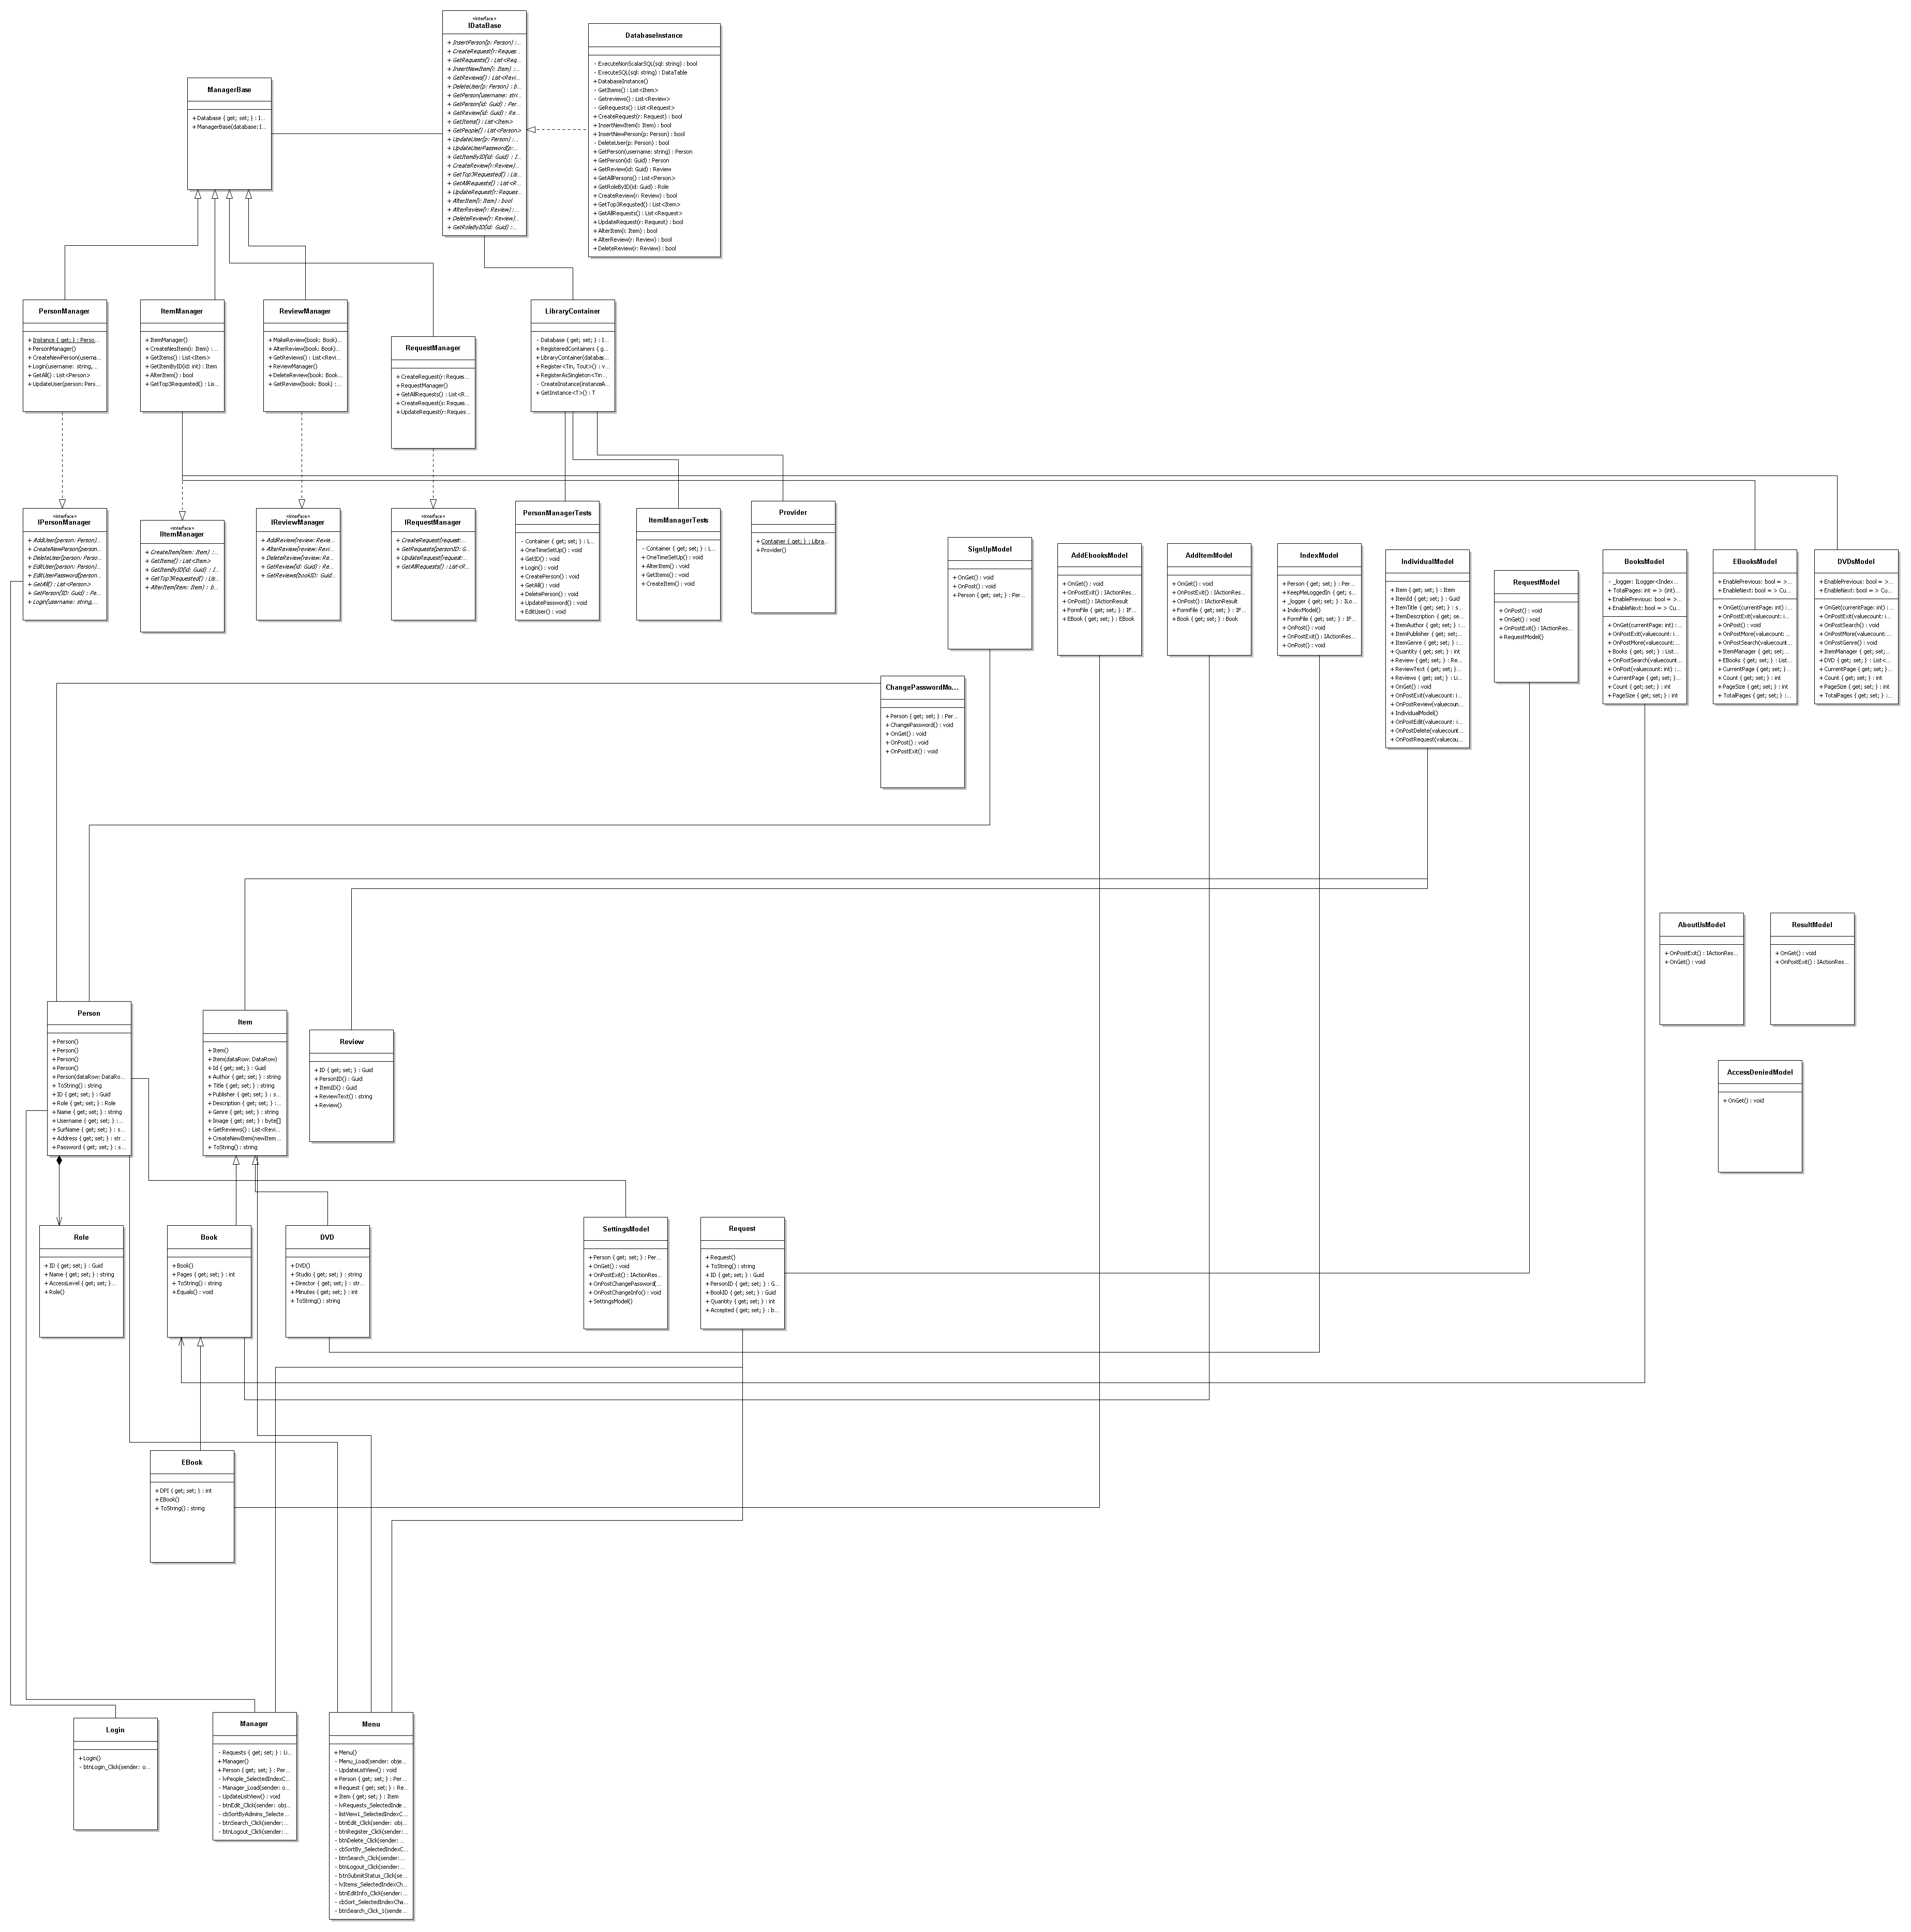 «interface»
IDataBase
+ InsertPerson(p: Person) :...
+ CreateRequest(r: Reques...
+ GetRequests() : List<Req...
+ InsertNewItem(i: Item) :...
+ GetReviews() : List<Revi...
+ DeleteUser(p: Person) : b...
+ GetPerson(username: stri...
+ GetPerson(id: Guid) : Per...
+ GetReview(id: Guid) : Re...
+ GetItems() : List<Item>
+ GetPeople() : List<Person>
+ UpdateUser(p: Person) :...
+ UpdateUserPassword(p:...
+ GetItemByID(id: Guid) : I...
+ CreateReview(r:Review)...
+ GetTop3Requested() : Lis...
+ GetAllRequests() : List<R...
+ UpdateRequest(r: Reques...
+ AlterItem(i: Item) : bool
+ AlterReview(r: Review) :...
+ DeleteReview(r: Review)...
+ GetRoleByID(id: Guid) :...
DatabaseInstance
- ExecuteNonScalarSQL(sql: string) : bool
- ExecuteSQL(sql: string) : DataTable
+ DatabaseInstance()
- GetItems() : List<Item>
- Getreviews() : List<Review>
- GeRequests() : List<Request>
+ CreateRequest(r: Request) : bool
+ InsertNewItem(i: Item) : bool
+ InsertNewPerson(p: Person) : bool
- DeleteUser(p: Person) : bool
+ GetPerson(username: string) : Person
+ GetPerson(id: Guid) : Person
+ GetReview(id: Guid) : Review
+ GetAllPersons() : List<Person>
+ GetRoleByID(id: Guid) : Role
+ CreateReview(r: Review) : bool
+ GetTop3Requsted() : List<Item>
+ GetAllRequests() : List<Request>
+ UpdateRequest(r: Request) : bool
+ AlterItem(i: Item) : bool
+ AlterReview(r: Review) : bool
+ DeleteReview(r: Review) : bool
ManagerBase
+ Database { get; set; } : I...
+ ManagerBase(database: I...
PersonManager
+ Instance { get; } : Perso...
+ PersonManager()
+ CreateNewPerson(userna...
+ Login(username: string,...
+ GetAll() : List<Person>
+ UpdateUser(person: Pers...
ItemManager
+ ItemManager()
+ CreateNesItem(i: Item) :...
+ GetItems() : List<Item>
+ GetItemByID(id: int) : Item
+ AlterItem() : bool
+ GetTop3Requested() : Lis...
ReviewManager
+ MakeReview(book: Book)...
+ AlterReview(book: Book)...
+ GetReviews() : List<Revi...
+ ReviewManager()
+ DeleteReview(book: Book...
+ GetReview(book: Book) :...
RequestManager
+ CreateReguest(r: Reques...
+ RequestManager()
+ GetAllRequests() : List<R...
+ CreateRequest(s: Reques...
+ UpdateRequest(r: Reques...
LibraryContainer
- Database { get; set; } : I...
+ RegisteredContainers { g...
+ LibraryContainer(databas...
+ Register<Tin, Tout>() : v...
+ RegisterAsSingleton<Tin...
- CreateInstance(instanceA...
+ GetInstance<T>() : T
«interface»
IPersonManager
+ AddUser(person: Person)...
+ CreateNewPerson(person...
+ DeleteUser(person: Perso...
+ EditUser(person: Person)...
+ EditUserPassword(person...
+ GetAll() : List<Person>
+ GetPerson(ID: Guid) : Pe...
+ Login(username: string,...
«interface»
IItemManager
+ CreateItem(item: Item) :...
+ GetItems() : List<Item>
+ GetItemByID(id: Guid) : I...
+ GetTop3Requested() : Lis...
+ AlterItem(item: Item) : b...
«interface»
IReviewManager
+ AddReview(review: Revie...
+ AlterReview(review: Revi...
+ DeleteReview(review: Re...
+ GetReview(id: Guid) : Re...
+ GetReviews(bookID: Guid...
«interface»
IRequestManager
+ CreateRequest(request:...
+ GetRequests(personID: G...
+ UpdateRequest(request:...
+ GetAllRequests() : List<R...
PersonManagerTests
- Container { get; set; } : L...
+ OneTimeSetUp() : void
+ GetID() : void
+ Login() : void
+ CreatePerson() : void
+ GetAll() : void
+ DeletePerson() : void
+ UpdatePassword() : void
+ EditUser() : void
ItemManagerTests
- Container { get; set; } : L...
+ OneTimeSetUp() : void
+ AlterItem() : void
+ GetItems() : void
+ CreateItem() : void
Provider
+ Container { get; } : Libra...
+ Provider()
SignUpModel
+ OnGet() : void
+ OnPost() : void
+ Person { get; set; } : Per...
AddEbooksModel
+ OnGet() : void
+ OnPostExit() : IActionRes...
+ OnPost() : IActionResult
+ FormFile { get; set; } : IF...
+ EBook { get; set; } : EBook
AddItemModel
+ OnGet() : void
+ OnPostExit() : IActionRes...
+ OnPost() : IActionResult
+ FormFile { get; set; } : IF...
+ Book { get; set; } : Book
IndexModel
+ Person { get; set; } : Per...
+ KeepMeLoggedIn { get; s...
+ _logger { get; set; } : ILo...
+ IndexModel()
+ FormFile { get; set; } : IF...
+ OnPost() : void
+ OnPostExit() : IActionRes...
+ OnPost() : void
IndividualModel
+ Item { get; set; } : Item
+ ItemId { get; set; } : Guid
+ ItemTitle { get; set; } : s...
+ ItemDescription { get; se...
+ ItemAuthor { get; set; } :...
+ ItemPublisher { get; set;...
+ ItemGenre { get; set; } :...
+ Quantity { get; set; } : int
+ Review { get; set; } : Re...
+ ReviewText { get; set; }...
+ Reviews { get; set; } : Li...
+ OnGet() : void
+ OnPostExit(valuecount: i...
+ OnPostReview(valuecoun...
+ IndividualModel()
+ OnPostEdit(valuecount: i...
+ OnPostDelete(valuecount...
+ OnPostRequest(valuecou...
RequestModel
+ OnPost() : void
+ OnGet() : void
+ OnPostExit() : IActionRes...
+ RequestModel()
BooksModel
- _logger: ILogger<Index...
+ TotalPages: int = > (int)...
+ EnablePrevious: bool = >...
+ EnableNext: bool = > Cu...
+ OnGet(currentPage: int) :...
+ OnPostExit(valuecount: i...
+ OnPostMore(valuecount:...
+ Books { get; set; } : List...
+ OnPostSearch(valuecount...
+ OnPost(valuecount: int) :...
+ CurrentPage { get; set; }...
+ Count { get; set; } : int
+ PageSize { get; set; } : int
EBooksModel
+ EnablePrevious: bool = >...
+ EnableNext: bool = > Cu...
+ OnGet(currentPage: int) :...
+ OnPostExit(valuecount: i...
+ OnPost() : void
+ OnPostMore(valuecount:...
+ OnPostSearch(valuecount...
+ ItemManager { get; set;...
+ EBooks { get; set; } : List...
+ CurrentPage { get; set; }...
+ Count { get; set; } : int
+ PageSize { get; set; } : int
+ TotalPages { get; set; } :...
DVDsModel
+ EnablePrevious: bool = >...
+ EnableNext: bool = > Cu...
+ OnGet(currentPage: int) :...
+ OnPostExit(valuecount: i...
+ OnPostSearch() : void
+ OnPostMore(valuecount:...
+ OnPostGenre() : void
+ ItemManager { get; set;...
+ DVD { get; set; } : List<...
+ CurrentPage { get; set; }...
+ Count { get; set; } : int
+ PageSize { get; set; } : int
+ TotalPages { get; set; } :...
ChangePasswordMo...
+ Person { get; set; } : Per...
+ ChangePassword() : void
+ OnGet() : void
+ OnPost() : void
+ OnPostExit() : void
AboutUsModel
+ OnPostExit() : IActionRes...
+ OnGet() : void
ResultModel
+ OnGet() : void
+ OnPostExit() : IActionRes...
AccessDeniedModel
+ OnGet() : void
Person
+ Person()
+ Person()
+ Person()
+ Person()
+ Person(dataRow: DataRo...
+ ToString() : string
+ ID { get; set; } : Guid
+ Role { get; set; } : Role
+ Name { get; set; } : string
+ Username { get; set; } :...
+ SurName { get; set; } : s...
+ Address { get; set; } : str...
+ Password { get; set; } : s...
Item
+ Item()
+ Item(dataRow: DataRow)
+ Id { get; set; } : Guid
+ Author { get; set; } : string
+ Title { get; set; } : string
+ Publisher { get; set; } : s...
+ Description { get; set; } :...
+ Genre { get; set; } : string
+ Image { get; set; } : byte[]
+ GetReviews() : List<Revi...
+ CreateNewItem(newItem...
+ ToString() : string
Review
+ ID { get; set; } : Guid
+ PersonID() : Guid
+ ItemID() : Guid
+ ReviewText() : string
+ Review()
Role
+ ID { get; set; } : Guid
+ Name { get; set; } : string
+ AccessLevel { get; set; }...
+ Role()
Book
+ Book()
+ Pages { get; set; } : int
+ ToString() : string
+ Equals() : void
DVD
+ DVD()
+ Studio { get; set; } : string
+ Director { get; set; } : str...
+ Minutes { get; set; } : int
+ ToString() : string
SettingsModel
+ Person { get; set; } : Per...
+ OnGet() : void
+ OnPostExit() : IActionRes...
+ OnPostChangePassword(...
+ OnPostChangeInfo() : void
+ SettingsModel()
Request
+ Request()
+ ToString() : string
+ ID { get; set; } : Guid
+ PersonID { get; set; } : G...
+ BookID { get; set; } : Guid
+ Quantity { get; set; } : int
+ Accepted { get; set; } : b...
EBook
+ DPI { get; set; } : int
+ EBook()
+ ToString() : string
Login
+ Login()
- btnLogin_Click(sender: o...
Manager
- Requests { get; set; } : Li...
+ Manager()
+ Person { get; set; } : Per...
- lvPeople_SelectedIndexC...
- Manager_Load(sender: o...
- UpdateListView() : void
- btnEdit_Click(sender: obj...
- cbSortByAdmins_Selecte...
- btnSearch_Click(sender:...
- btnLogout_Click(sender:...
Menu
+ Menu()
- Menu_Load(sender: obje...
- UpdateListView() : void
+ Person { get; set; } : Per...
+ Request { get; set; } : Re...
+ Item { get; set; } : Item
- lvRequests_SelectedInde...
- listView1_SelectedIndexC...
- btnEdit_Click(sender: obj...
- btnRegister_Click(sender:...
- btnDelete_Click(sender:...
- cbSortBy_SelectedIndexC...
- btnSearch_Click(sender:...
- btnLogout_Click(sender:...
- btnSubmitStatus_Click(se...
- lvItems_SelectedIndexCh...
- btnEditInfo_Click(sender:...
- cbSort_SelectedIndexCha...
- btnSearch_Click_1(sende...